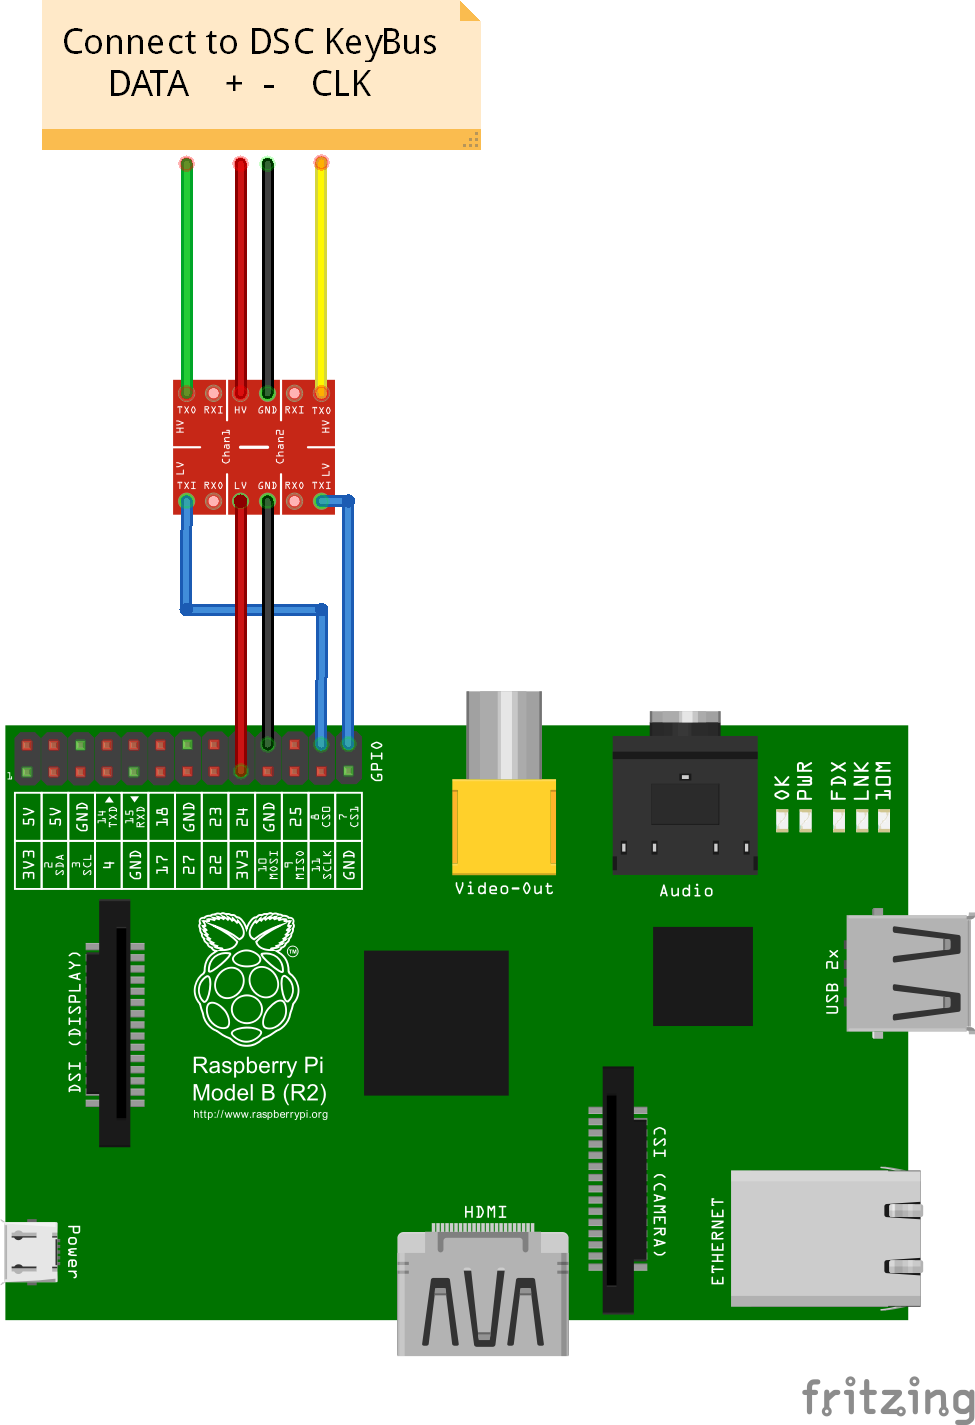 Connect to DSC KeyBus
DATA + - CLK
TXO RXI HV GND RXI TXO
HV Chan1 Chan2 HV
LV LV
TXI RXO LV GND RXO TXI
1
GPIO
5V 5V GND 14 TXD 15 RXD 18 GND 23 24 GND 25 8 CS0 7 CS1
3V3 2 SDA 3 SCL 4 GND 17 27 22 3V3 10 MOSI 9 MISO 11 SCLK GND
OK PWR FDX LNK 10M
Video-Out
Audio
DSI (DISPLAY)
USB 2x
TM
Raspberry Pi
Model B (R2)
http://www.raspberrypi.org
CSI (CAMERA)
Power
HDMI
ETHERNET
fritzing